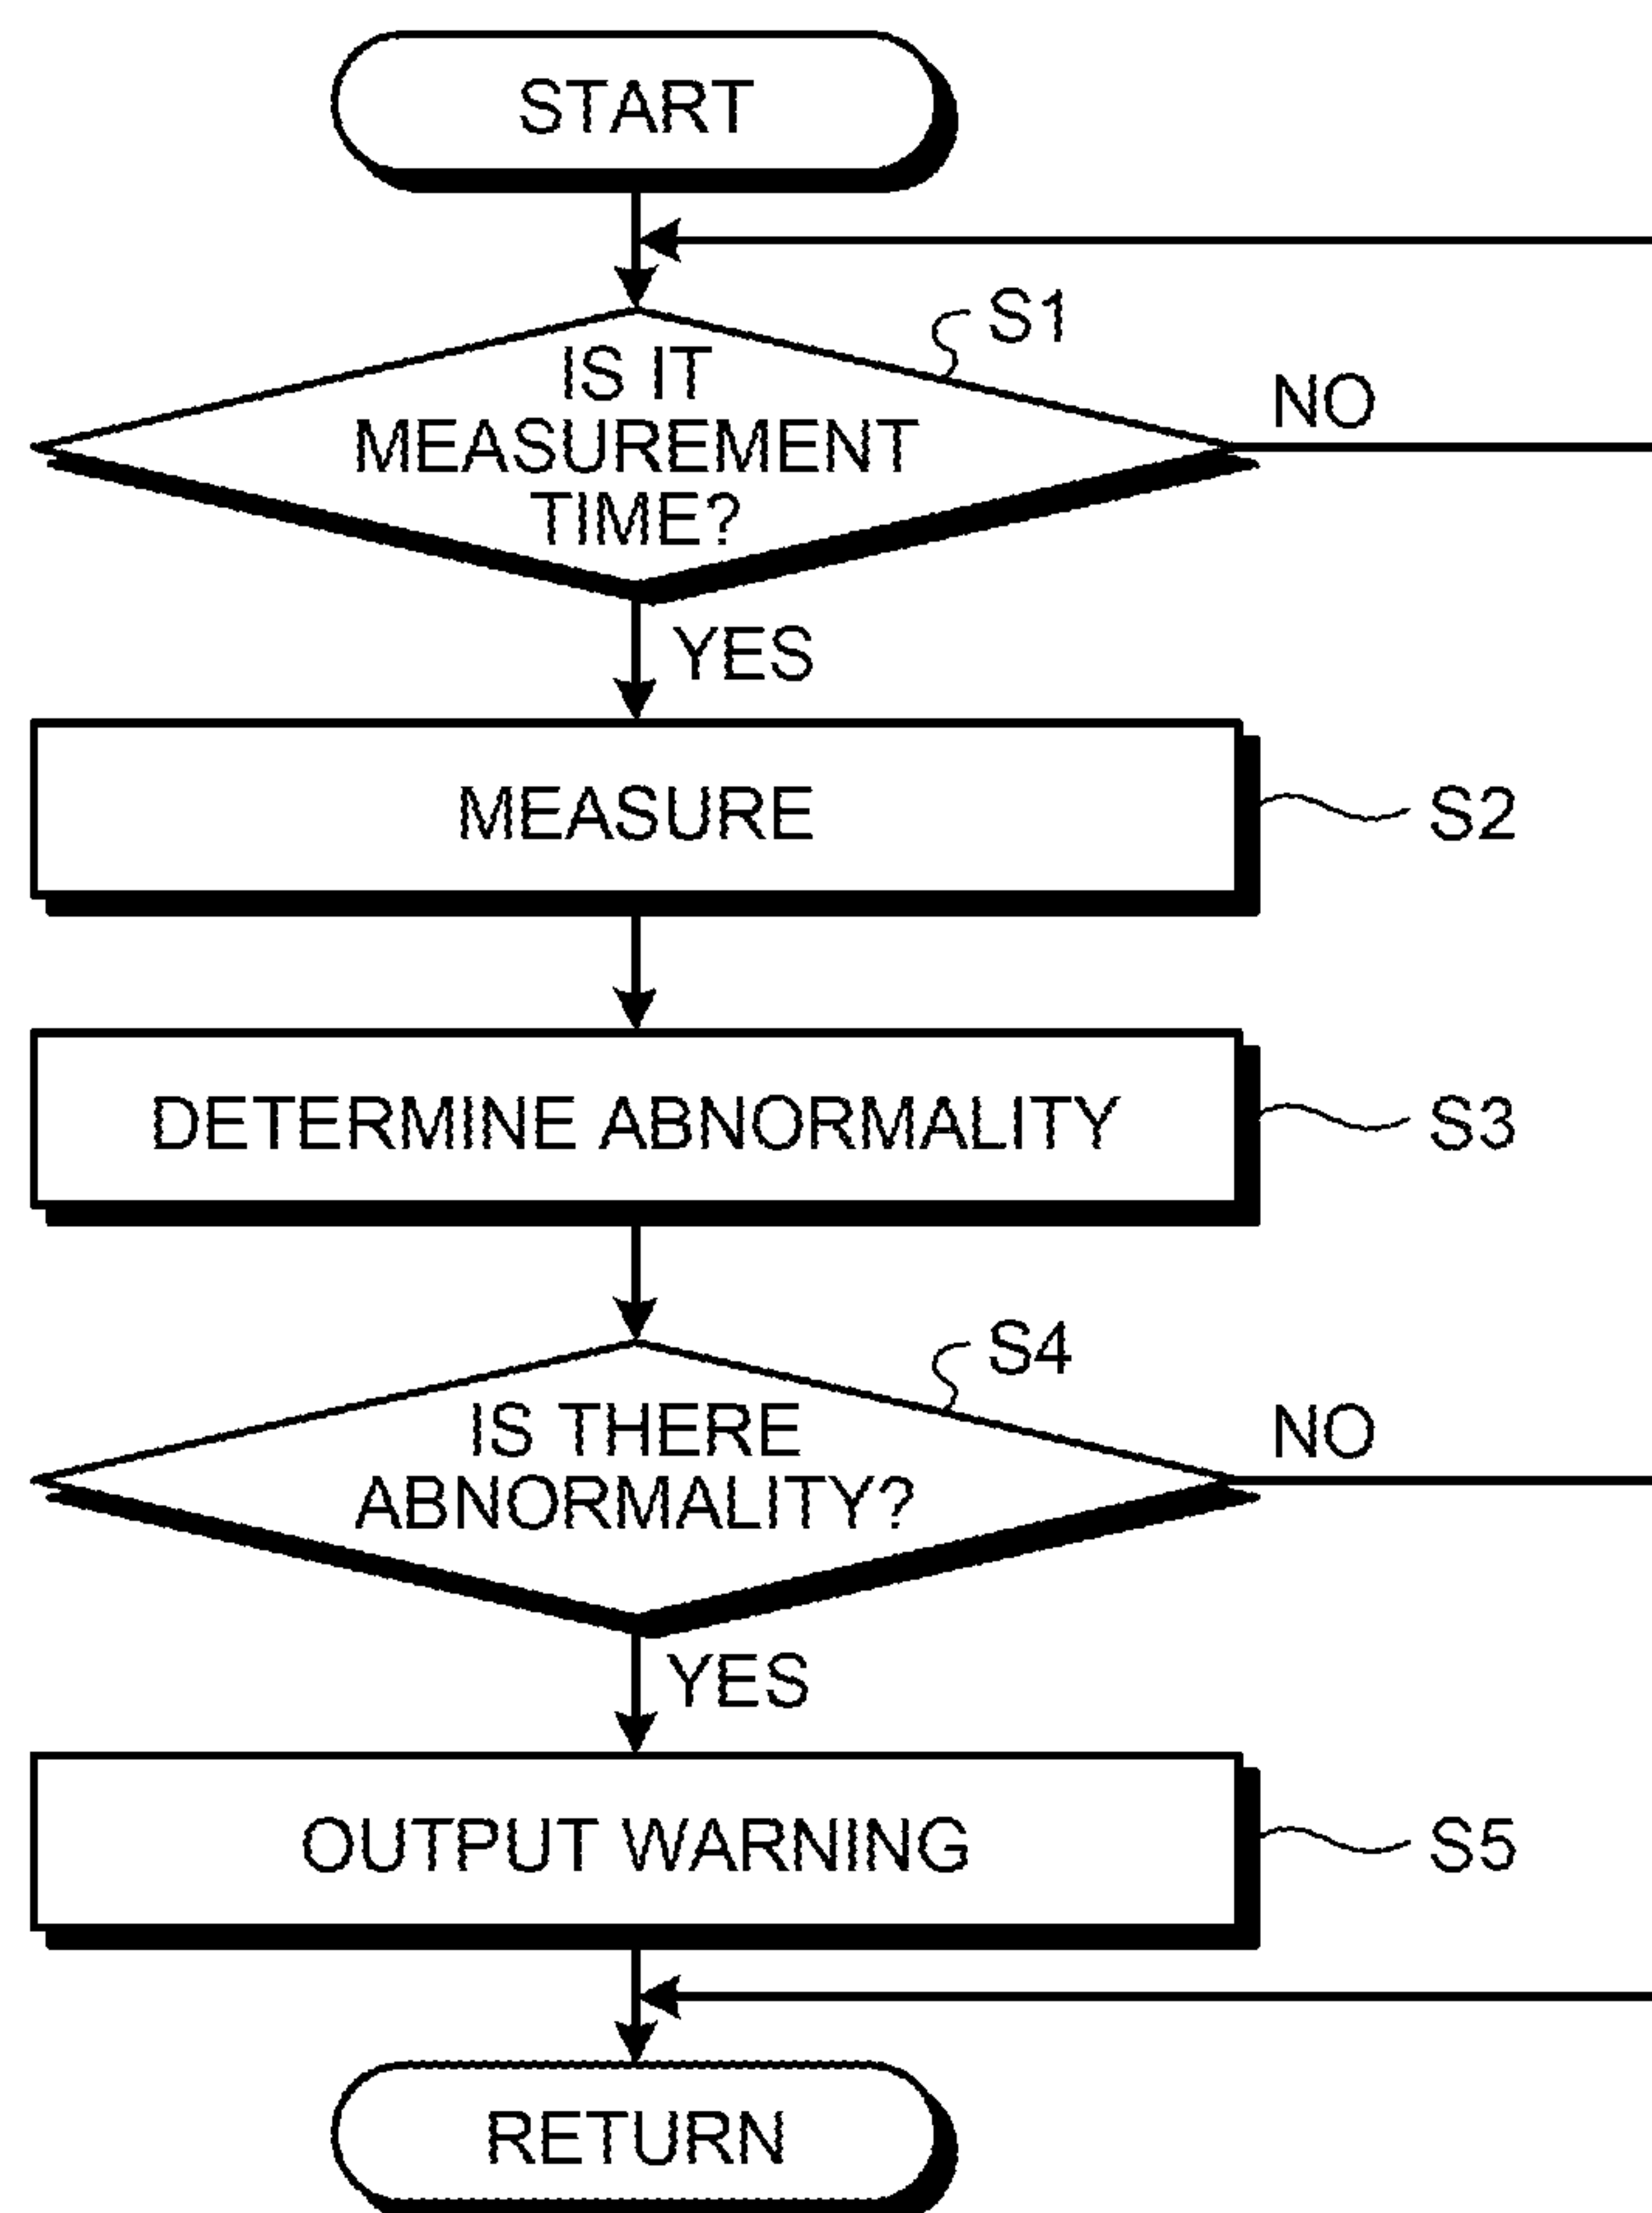 START
S1
IS IT
MEASUREMENT
TIME?
NO
YES
MEASURE
S2
DETERMINE ABNORMALITY
S3
S4
IS THERE
ABNORMALITY?
NO
YES
OUTPUT WARNING
S5
RETURN